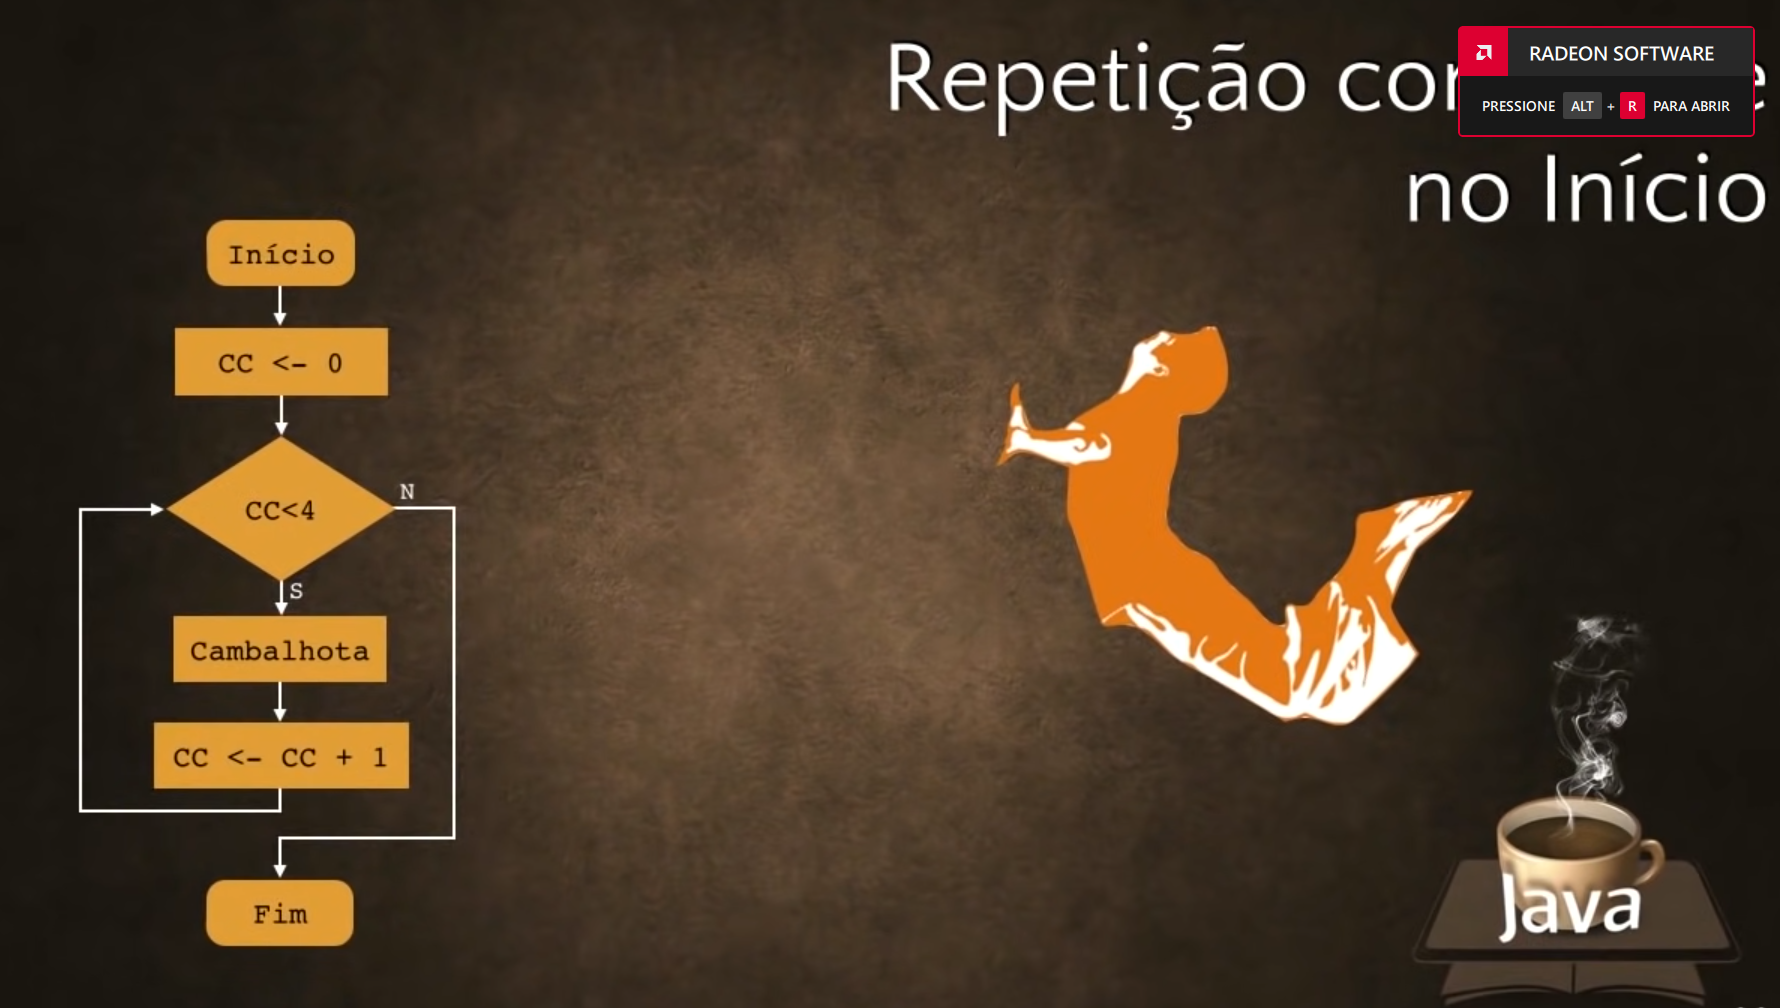 Repetição co
no Início
RADEON SOFTWARE
PRESSIONE ALT + R PARA ABRIR
Início
CC <- 0
CC<4
N
S
Cambalhota
CC <- CC + 1
Fim
Java